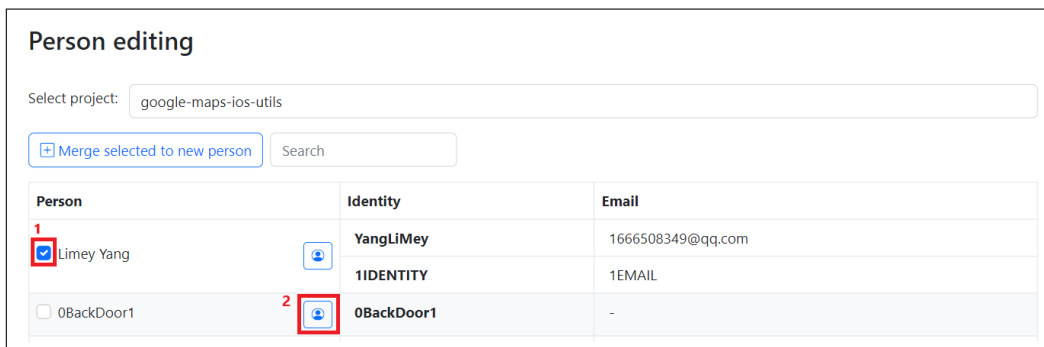 Person editing
Select project: google-maps-ios-utils
Merge selected to new person Search
Person Identity Email
1
Limey Yang YangLiMey 1666508349@qq.com
1IDENTITY 1EMAIL
2
0BackDoor1 0BackDoor1 -